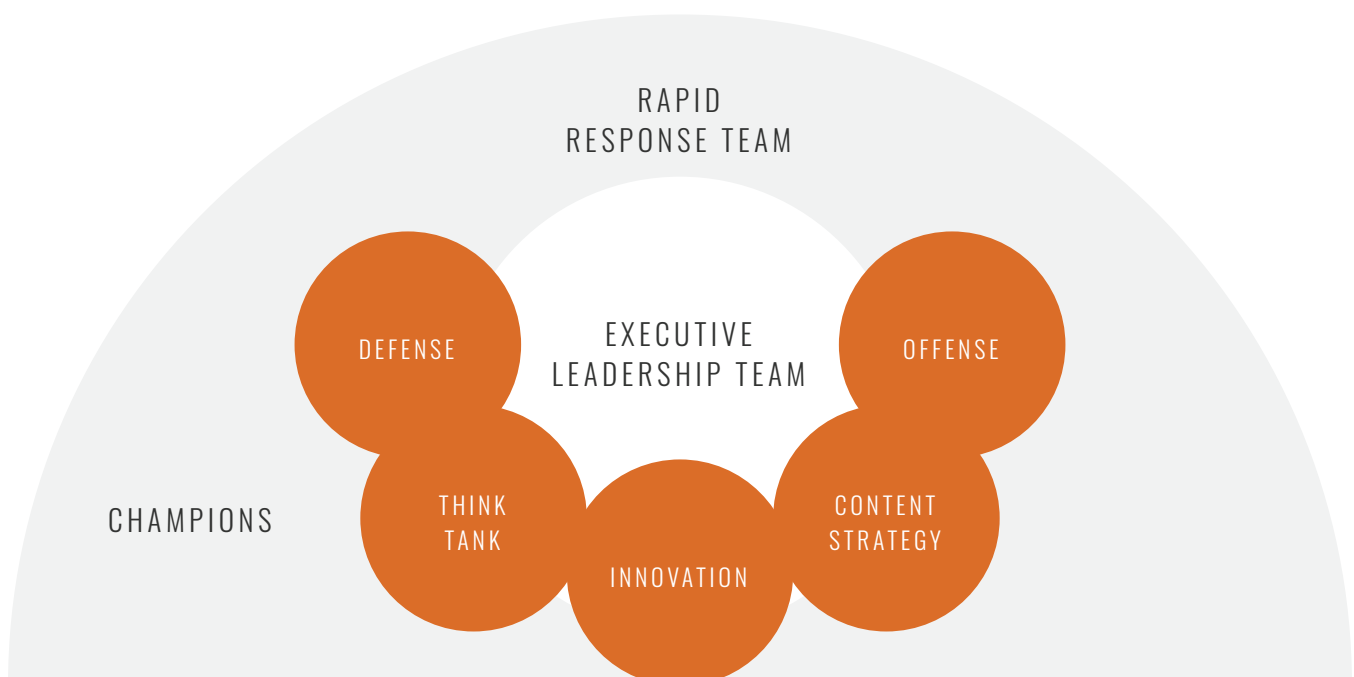 RAPID
RESPONSE TEAM
EXECUTIVE
LEADERSHIP TEAM
DEFENSE
OFFENSE
CHAMPIONS
THINK
TANK
INNOVATION
CONTENT
STRATEGY